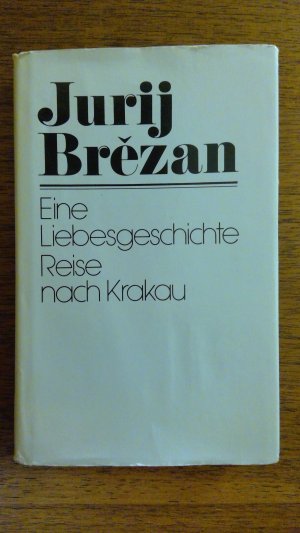 Jurij
Brězan
Eine
Liebesgeschichte
Reise
nach Krakau